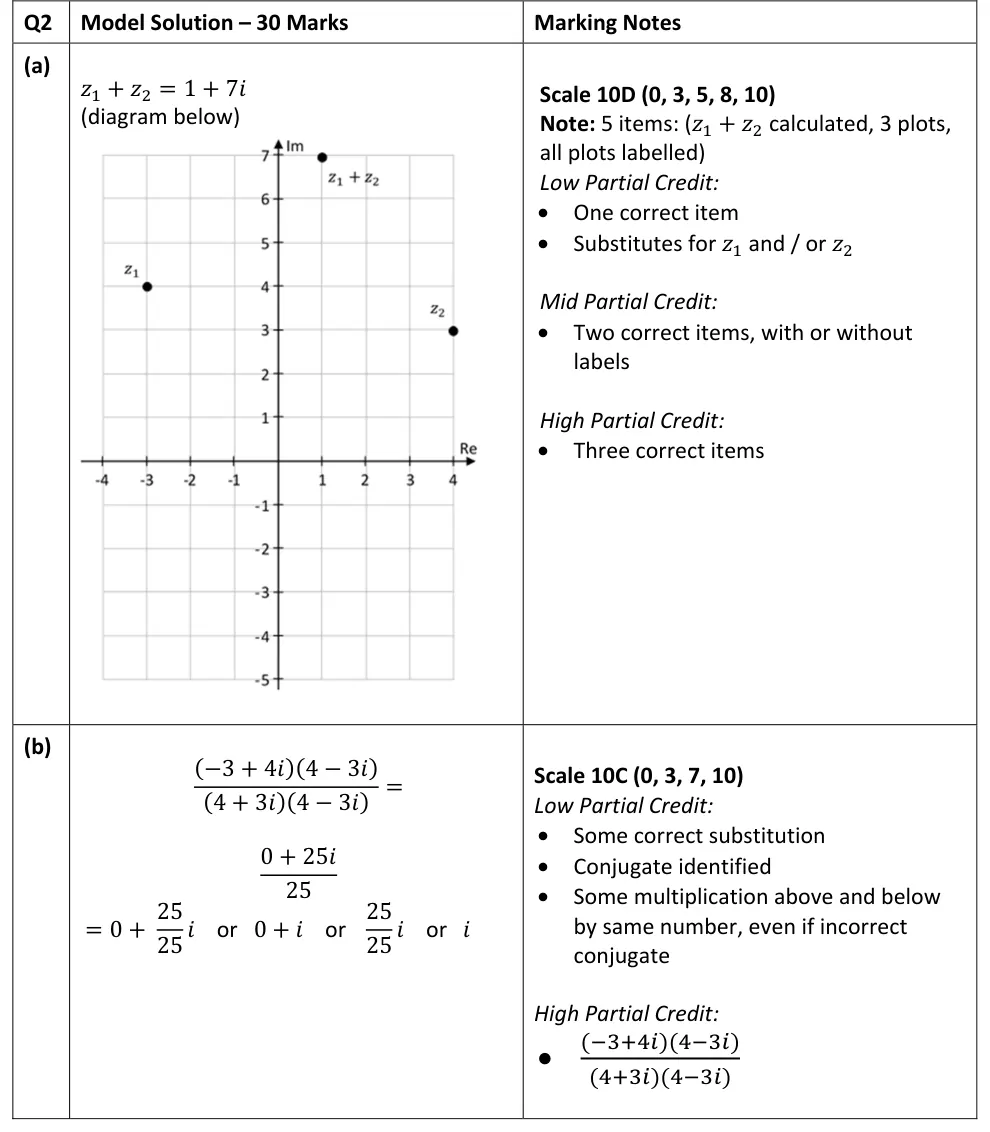 Q2 Model Solution – 30 Marks Marking Notes
(a)
z₁ + z₂ = 1 + 7i
(diagram below)
Im
7
z₁ + z₂
6
5
z₁
4
z₂
3
2
1
Re
-4 -3 -2 -1 1 2 3 4
-1
-2
-3
-4
-5
Scale 10D (0, 3, 5, 8, 10)
Note: 5 items: (z₁ + z₂ calculated, 3 plots,
all plots labelled)
Low Partial Credit:
• One correct item
• Substitutes for z₁ and / or z₂
Mid Partial Credit:
• Two correct items, with or without
labels
High Partial Credit:
• Three correct items
(b)
(−3 + 4i)(4 − 3i)
(4 + 3i)(4 − 3i) =
0 + 25i
25
= 0 + 25/25 i or 0 + i or 25/25 i or i
Scale 10C (0, 3, 7, 10)
Low Partial Credit:
• Some correct substitution
• Conjugate identified
• Some multiplication above and below
by same number, even if incorrect
conjugate
High Partial Credit:
• (−3+4i)(4−3i)
(4+3i)(4−3i)